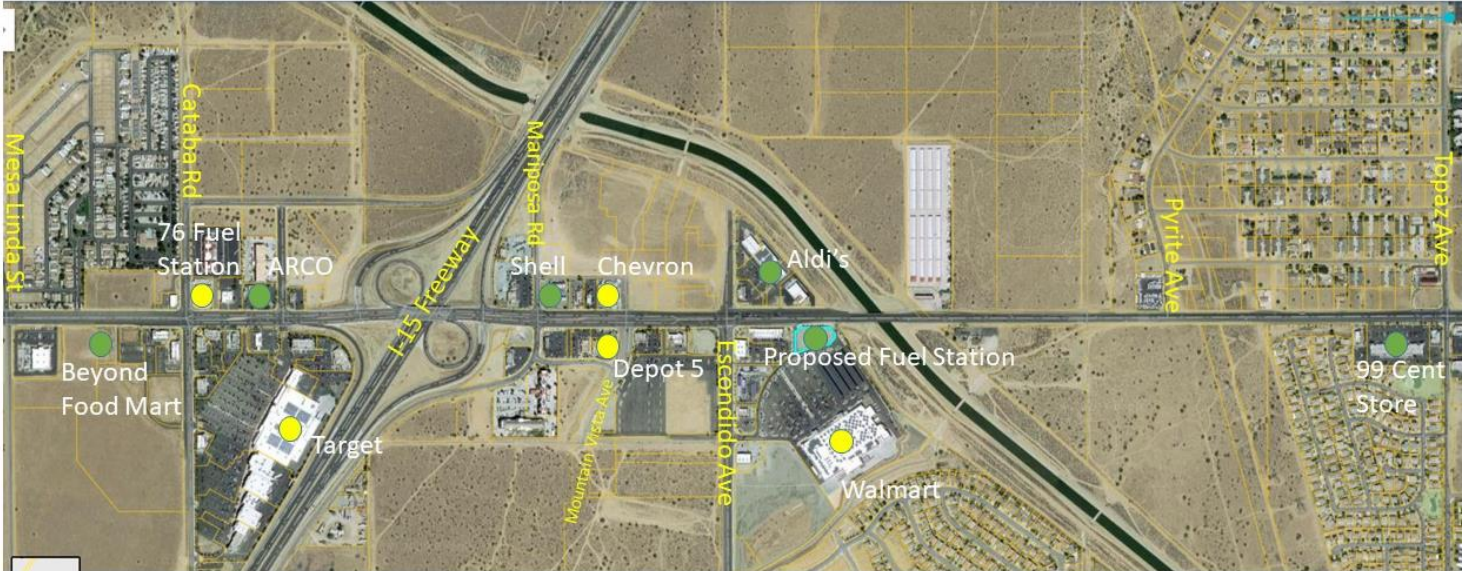 Mesa Linda St
Cataba Rd
76 Fuel
Station
ARCO
I-15 Freeway
Mariposa Rd
Shell
Chevron
Aldi's
Pyrite Ave
Topaz Ave
Beyond
Food Mart
Target
Mountain Vista Ave
Depot 5
Escondido Ave
Proposed Fuel Station
Walmart
99 Cent
Store